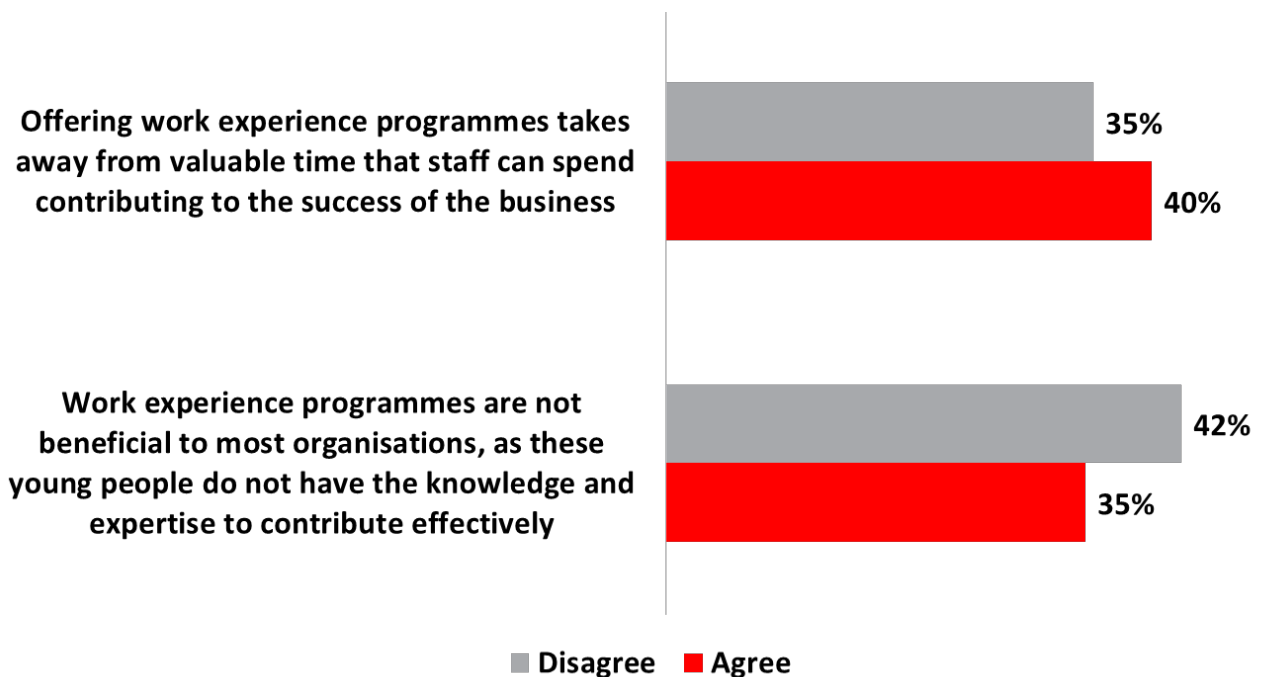 Offering work experience programmes takes
away from valuable time that staff can spend
contributing to the success of the business
35%
40%
Work experience programmes are not
beneficial to most organisations, as these
young people do not have the knowledge and
expertise to contribute effectively
42%
35%
Disagree Agree